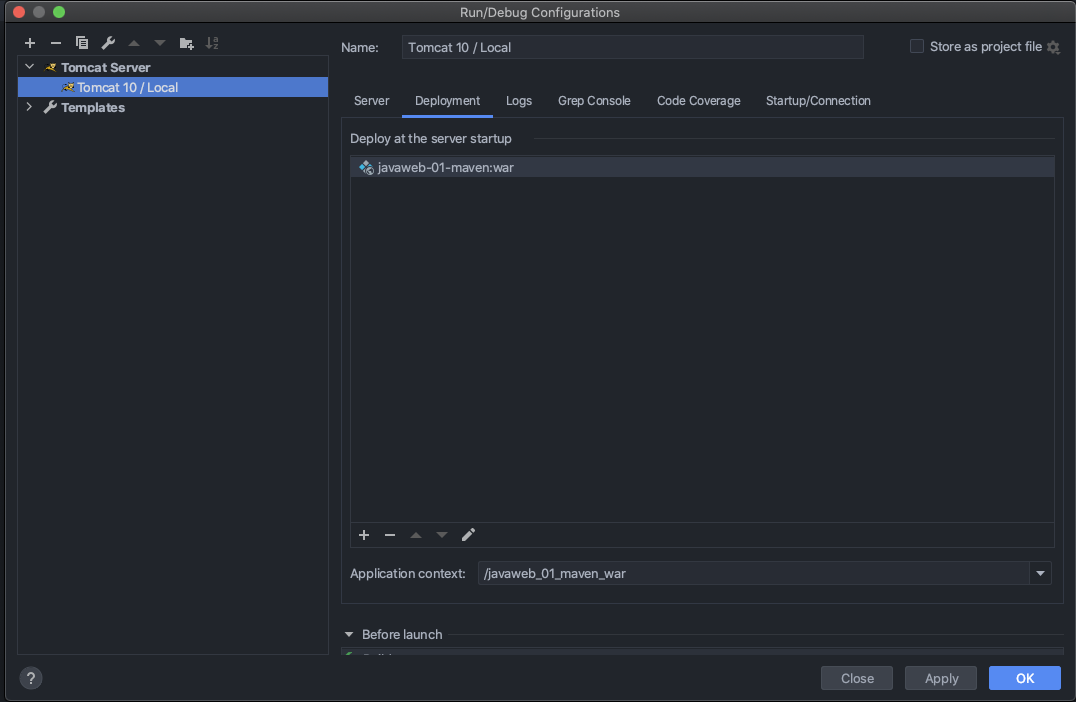 Run/Debug Configurations
Tomcat Server
Tomcat 10 / Local
Templates
Name: Tomcat 10 / Local
Store as project file
Server Deployment Logs Grep Console Code Coverage Startup/Connection
Deploy at the server startup
javaweb-01-maven:war
Application context: /javaweb_01_maven_war
Before launch
? Close Apply OK